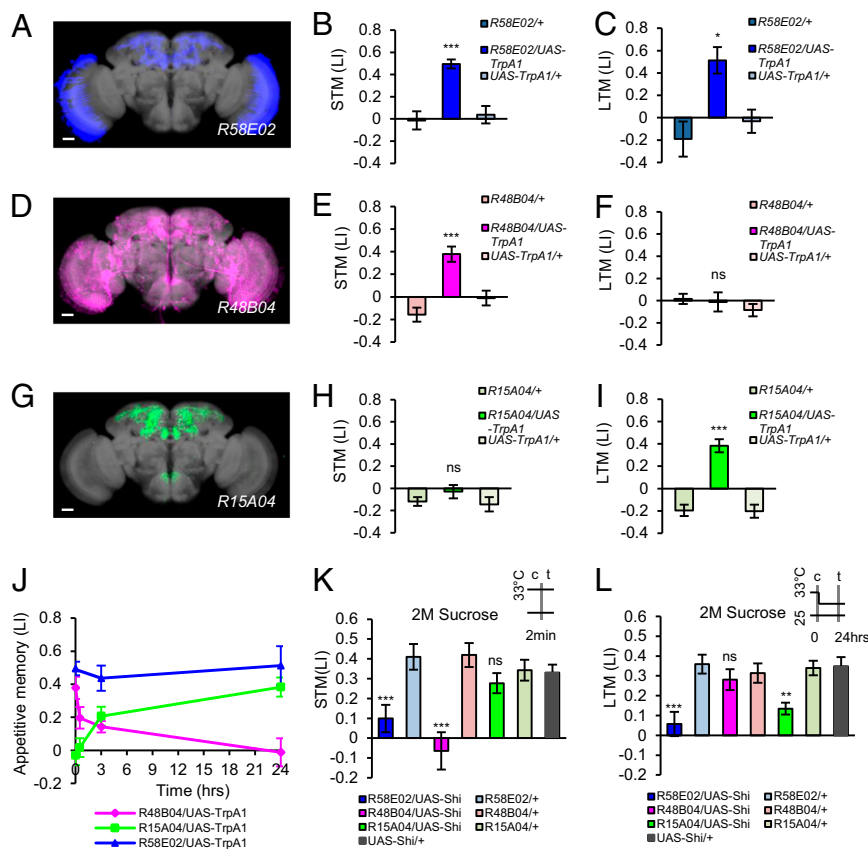 A
R58E02
B
STM (LI)
0.8
0.6
0.4
0.2
0
-0.2
-0.4
***
R58E02/+
R58E02/UAS-
TrpA1
UAS-TrpA1/+
C
LTM (LI)
0.8
0.6
0.4
0.2
0
-0.2
-0.4
*
R58E02/+
R58E02/UAS-
TrpA1
UAS-TrpA1/+
D
R48B04
E
STM (LI)
0.8
0.6
0.4
0.2
0
-0.2
-0.4
***
R48B04/+
R48B04/UAS-
TrpA1
UAS-TrpA1/+
F
LTM (LI)
0.8
0.6
0.4
0.2
0
-0.2
-0.4
ns
R48B04/+
R48B04/UAS-
TrpA1
UAS-TrpA1/+
G
R15A04
H
STM (LI)
0.8
0.6
0.4
0.2
0
-0.2
-0.4
ns
R15A04/+
R15A04/UAS
-TrpA1
UAS-TrpA1/+
I
LTM (LI)
0.8
0.6
0.4
0.2
0
-0.2
-0.4
***
R15A04/+
R15A04/UAS-
TrpA1
UAS-TrpA1/+
J
Appetitive memory (LI)
0.8
0.6
0.4
0.2
0
-0.2
0 3 6 9 12 15 18 21 24
Time (hrs)
R48B04/UAS-TrpA1
R15A04/UAS-TrpA1
R58E02/UAS-TrpA1
K
33°C
c t
2min
2M Sucrose
STM(LI)
0.6
0.5
0.4
0.3
0.2
0.1
0
-0.1
-0.2
***
***
ns
R58E02/UAS-Shi R58E02/+
R48B04/UAS-Shi R48B04/+
R15A04/UAS-Shi R15A04/+
UAS-Shi/+
L
33°C
25
c t
0 24hrs
2M Sucrose
LTM (LI)
0.6
0.5
0.4
0.3
0.2
0.1
0
-0.1
-0.2
***
ns
**
R58E02/UAS-Shi R58E02/+
R48B04/UAS-Shi R48B04/+
R15A04/UAS-Shi R15A04/+
UAS-Shi/+